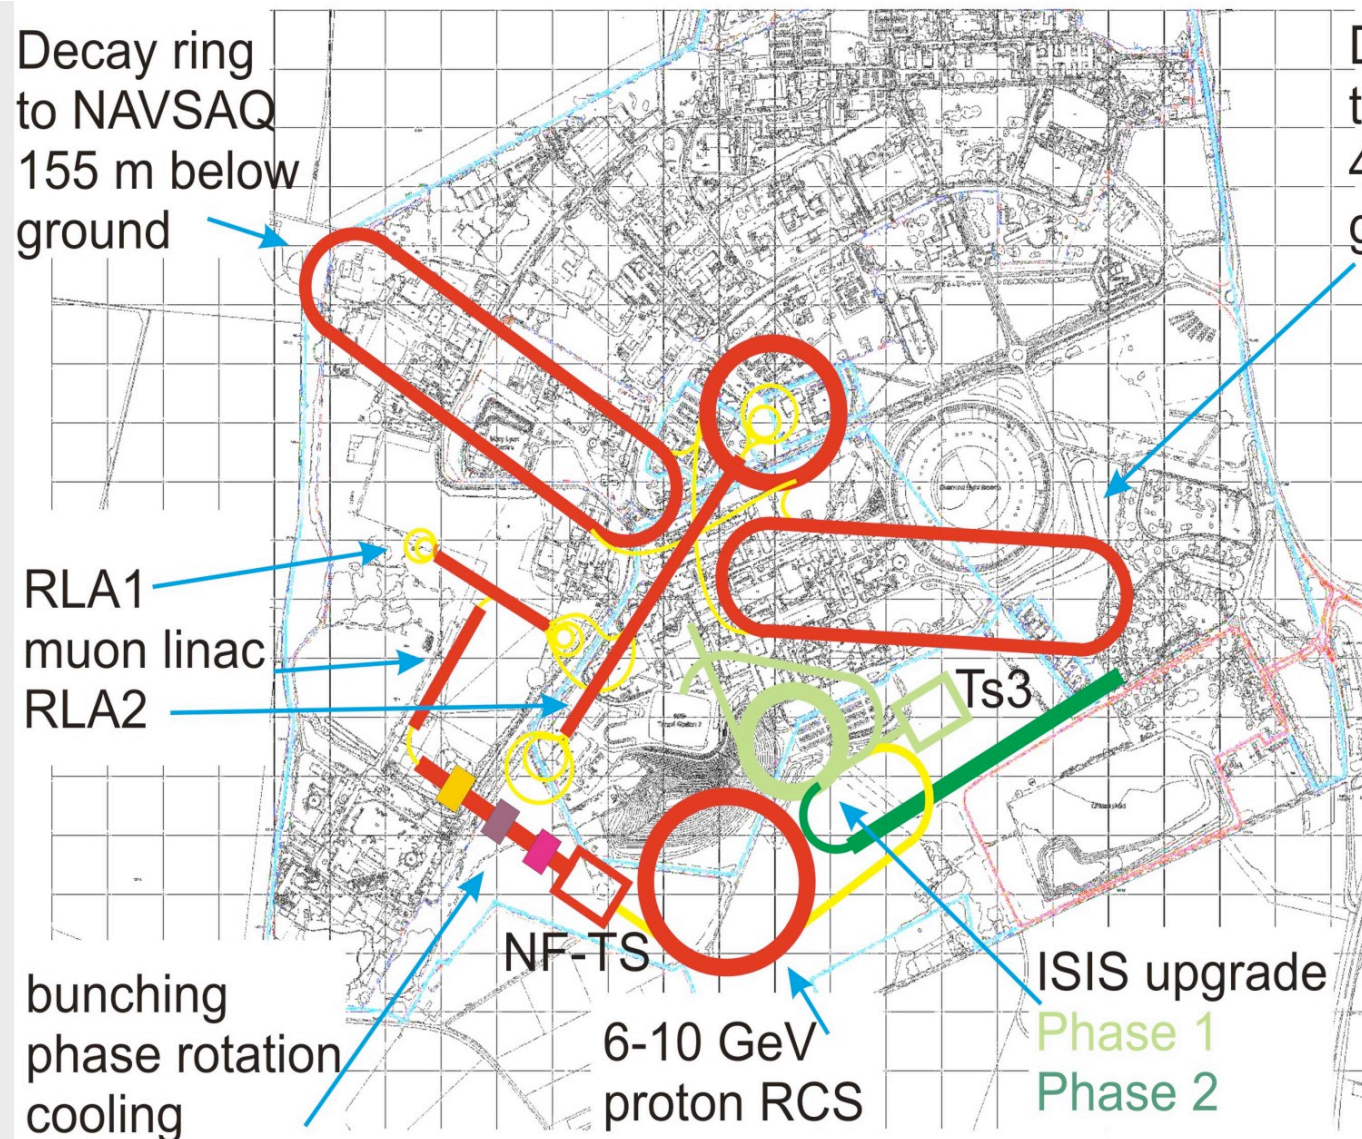 Decay ring
to NAVSAQ
155 m below
ground
D
t
4
g
RLA1
muon linac
RLA2
Ts3
NF-TS
bunching
phase rotation
cooling
6-10 GeV
proton RCS
ISIS upgrade
Phase 1
Phase 2